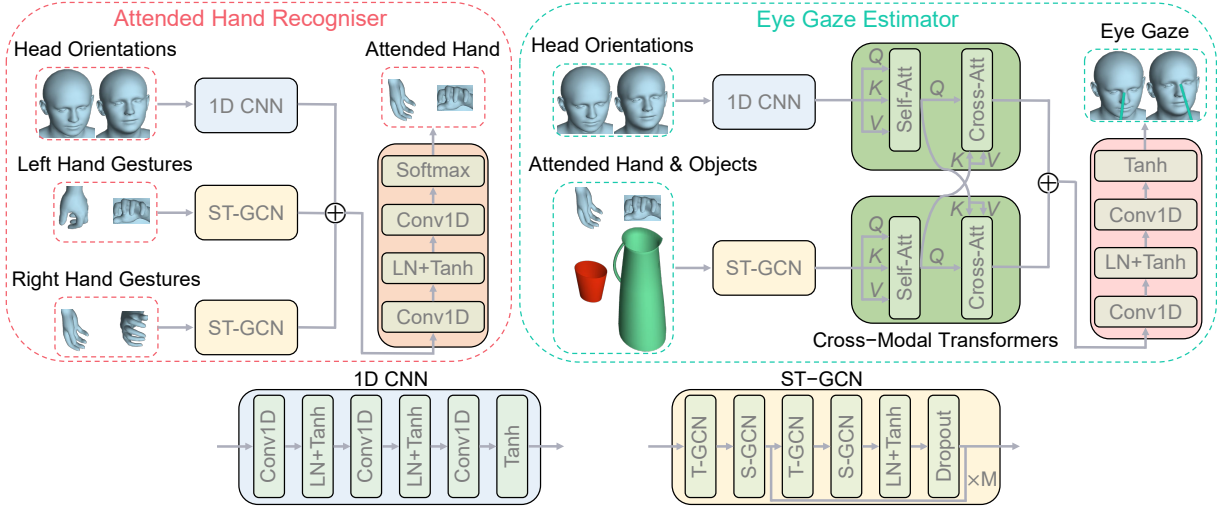 Attended Hand Recogniser
Head Orientations
1D CNN
Left Hand Gestures
ST-GCN
Right Hand Gestures
ST-GCN
Attended Hand
Softmax
Conv1D
LN+Tanh
Conv1D
Eye Gaze Estimator
Head Orientations
1D CNN
Attended Hand & Objects
ST-GCN
Q
K
V
Self-Att
Q
Cross-Att
K
V
K
V
Q
K
V
Self-Att
Q
Cross-Att
Cross-Modal Transformers
Eye Gaze
Tanh
Conv1D
LN+Tanh
Conv1D
1D CNN
Conv1D
LN+Tanh
Conv1D
LN+Tanh
Conv1D
Tanh
ST-GCN
T-GCN
S-GCN
T-GCN
S-GCN
LN+Tanh
Dropout
×M